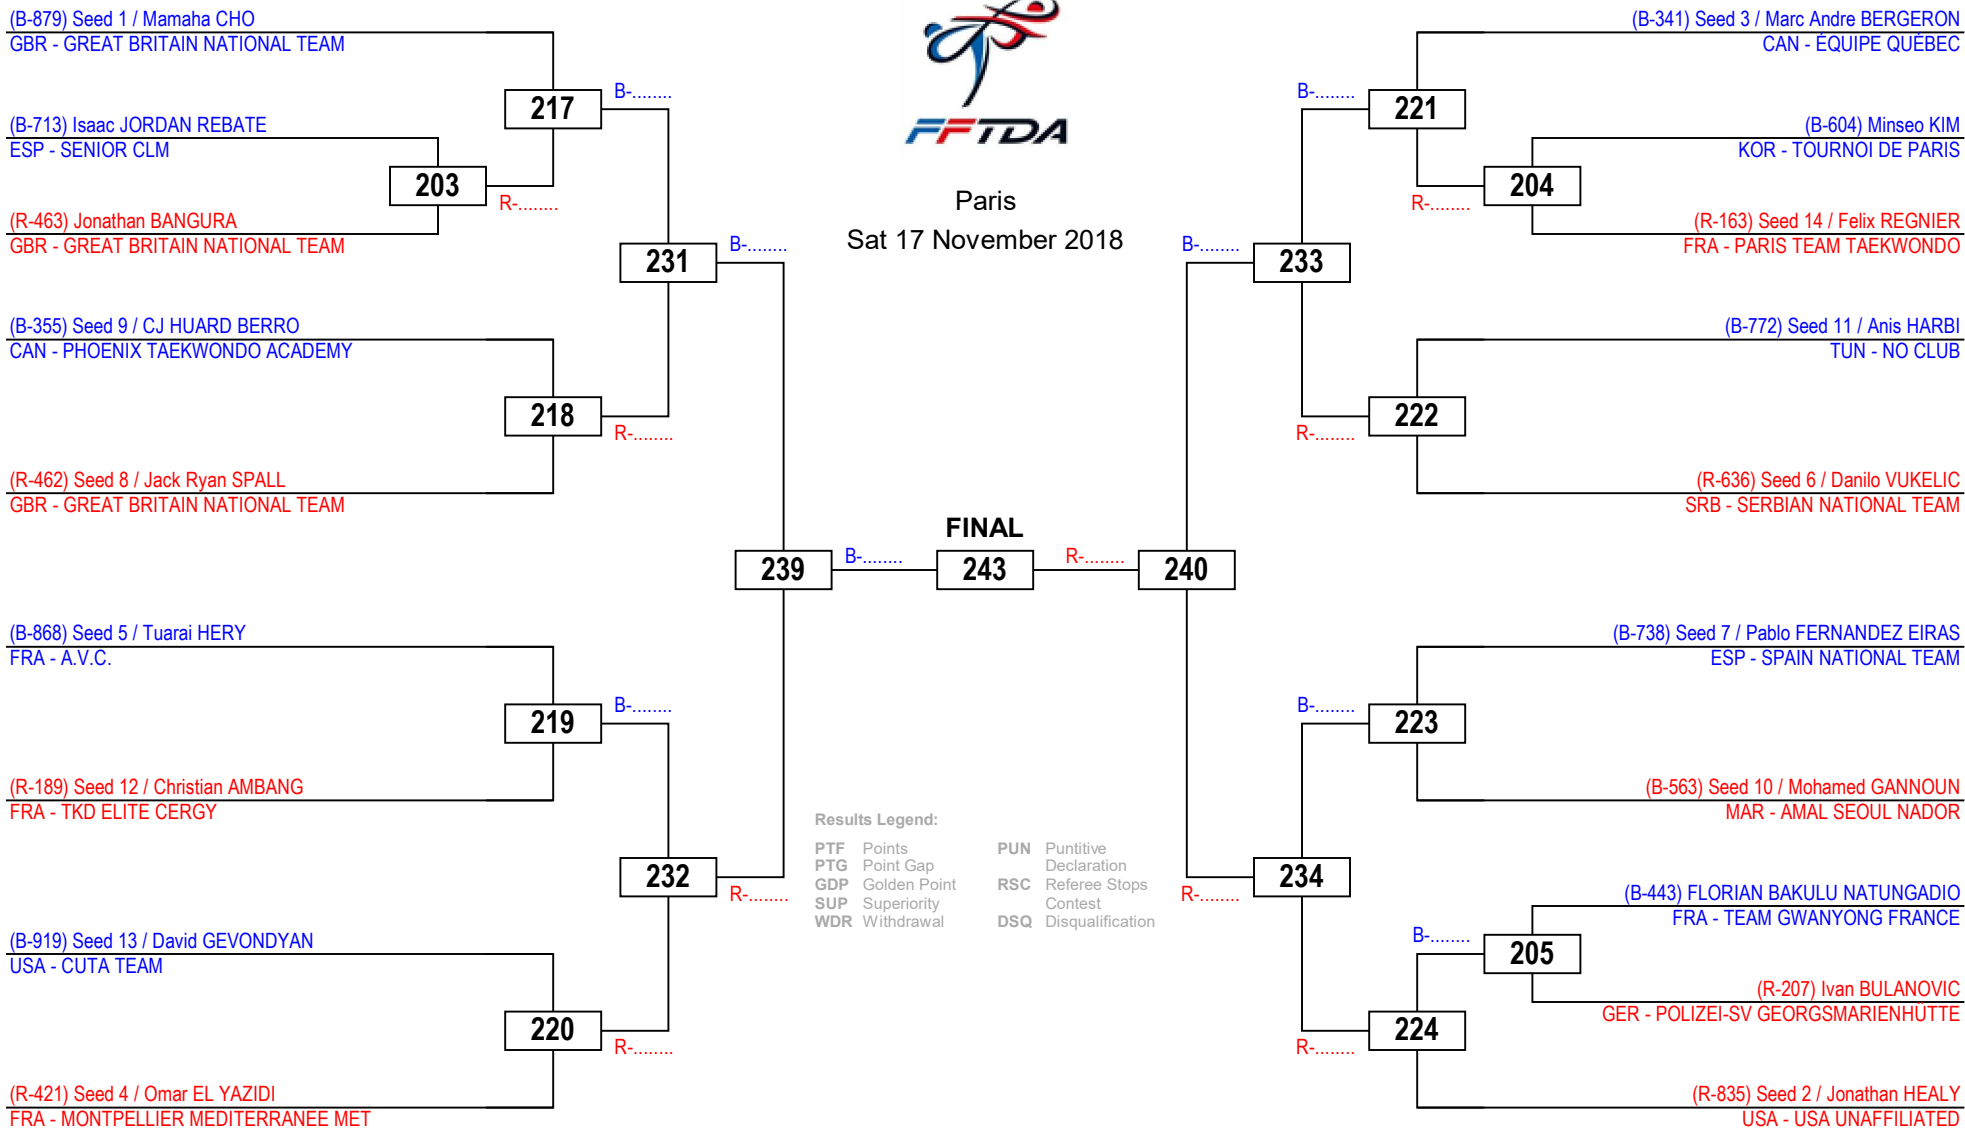 (B-879) Seed 1 / Mamaha CHO
GBR - GREAT BRITAIN NATIONAL TEAM
217
B-........
(B-713) Isaac JORDAN REBATE
ESP - SENIOR CLM
203
R-........
(R-463) Jonathan BANGURA
GBR - GREAT BRITAIN NATIONAL TEAM
231
B-........
(B-355) Seed 9 / CJ HUARD BERRO
CAN - PHOENIX TAEKWONDO ACADEMY
218
R-........
(R-462) Seed 8 / Jack Ryan SPALL
GBR - GREAT BRITAIN NATIONAL TEAM
239
B-........
(B-868) Seed 5 / Tuarai HERY
FRA - A.V.C.
219
B-........
(R-189) Seed 12 / Christian AMBANG
FRA - TKD ELITE CERGY
232
R-........
(B-919) Seed 13 / David GEVONDYAN
USA - CUTA TEAM
220
R-........
(R-421) Seed 4 / Omar EL YAZIDI
FRA - MONTPELLIER MEDITERRANEE MET
FFTDA
Paris
Sat 17 November 2018
FINAL
243
Results Legend:
PTF Points
PTG Point Gap
GDP Golden Point
SUP Superiority
WDR Withdrawal
PUN Puntitive
Declaration
RSC Referee Stops
Contest
DSQ Disqualification
(B-341) Seed 3 / Marc Andre BERGERON
CAN - ÉQUIPE QUÉBEC
B-........
221
(B-604) Minseo KIM
KOR - TOURNOI DE PARIS
R-........
204
(R-163) Seed 14 / Felix REGNIER
FRA - PARIS TEAM TAEKWONDO
B-........
233
(B-772) Seed 11 / Anis HARBI
TUN - NO CLUB
R-........
222
(R-636) Seed 6 / Danilo VUKELIC
SRB - SERBIAN NATIONAL TEAM
R-........
240
(B-738) Seed 7 / Pablo FERNANDEZ EIRAS
ESP - SPAIN NATIONAL TEAM
B-........
223
(B-563) Seed 10 / Mohamed GANNOUN
MAR - AMAL SEOUL NADOR
R-........
234
(B-443) FLORIAN BAKULU NATUNGADIO
FRA - TEAM GWANYONG FRANCE
B-........
205
(R-207) Ivan BULANOVIC
GER - POLIZEI-SV GEORGSMARIENHÜTTE
R-........
224
(R-835) Seed 2 / Jonathan HEALY
USA - USA UNAFFILIATED